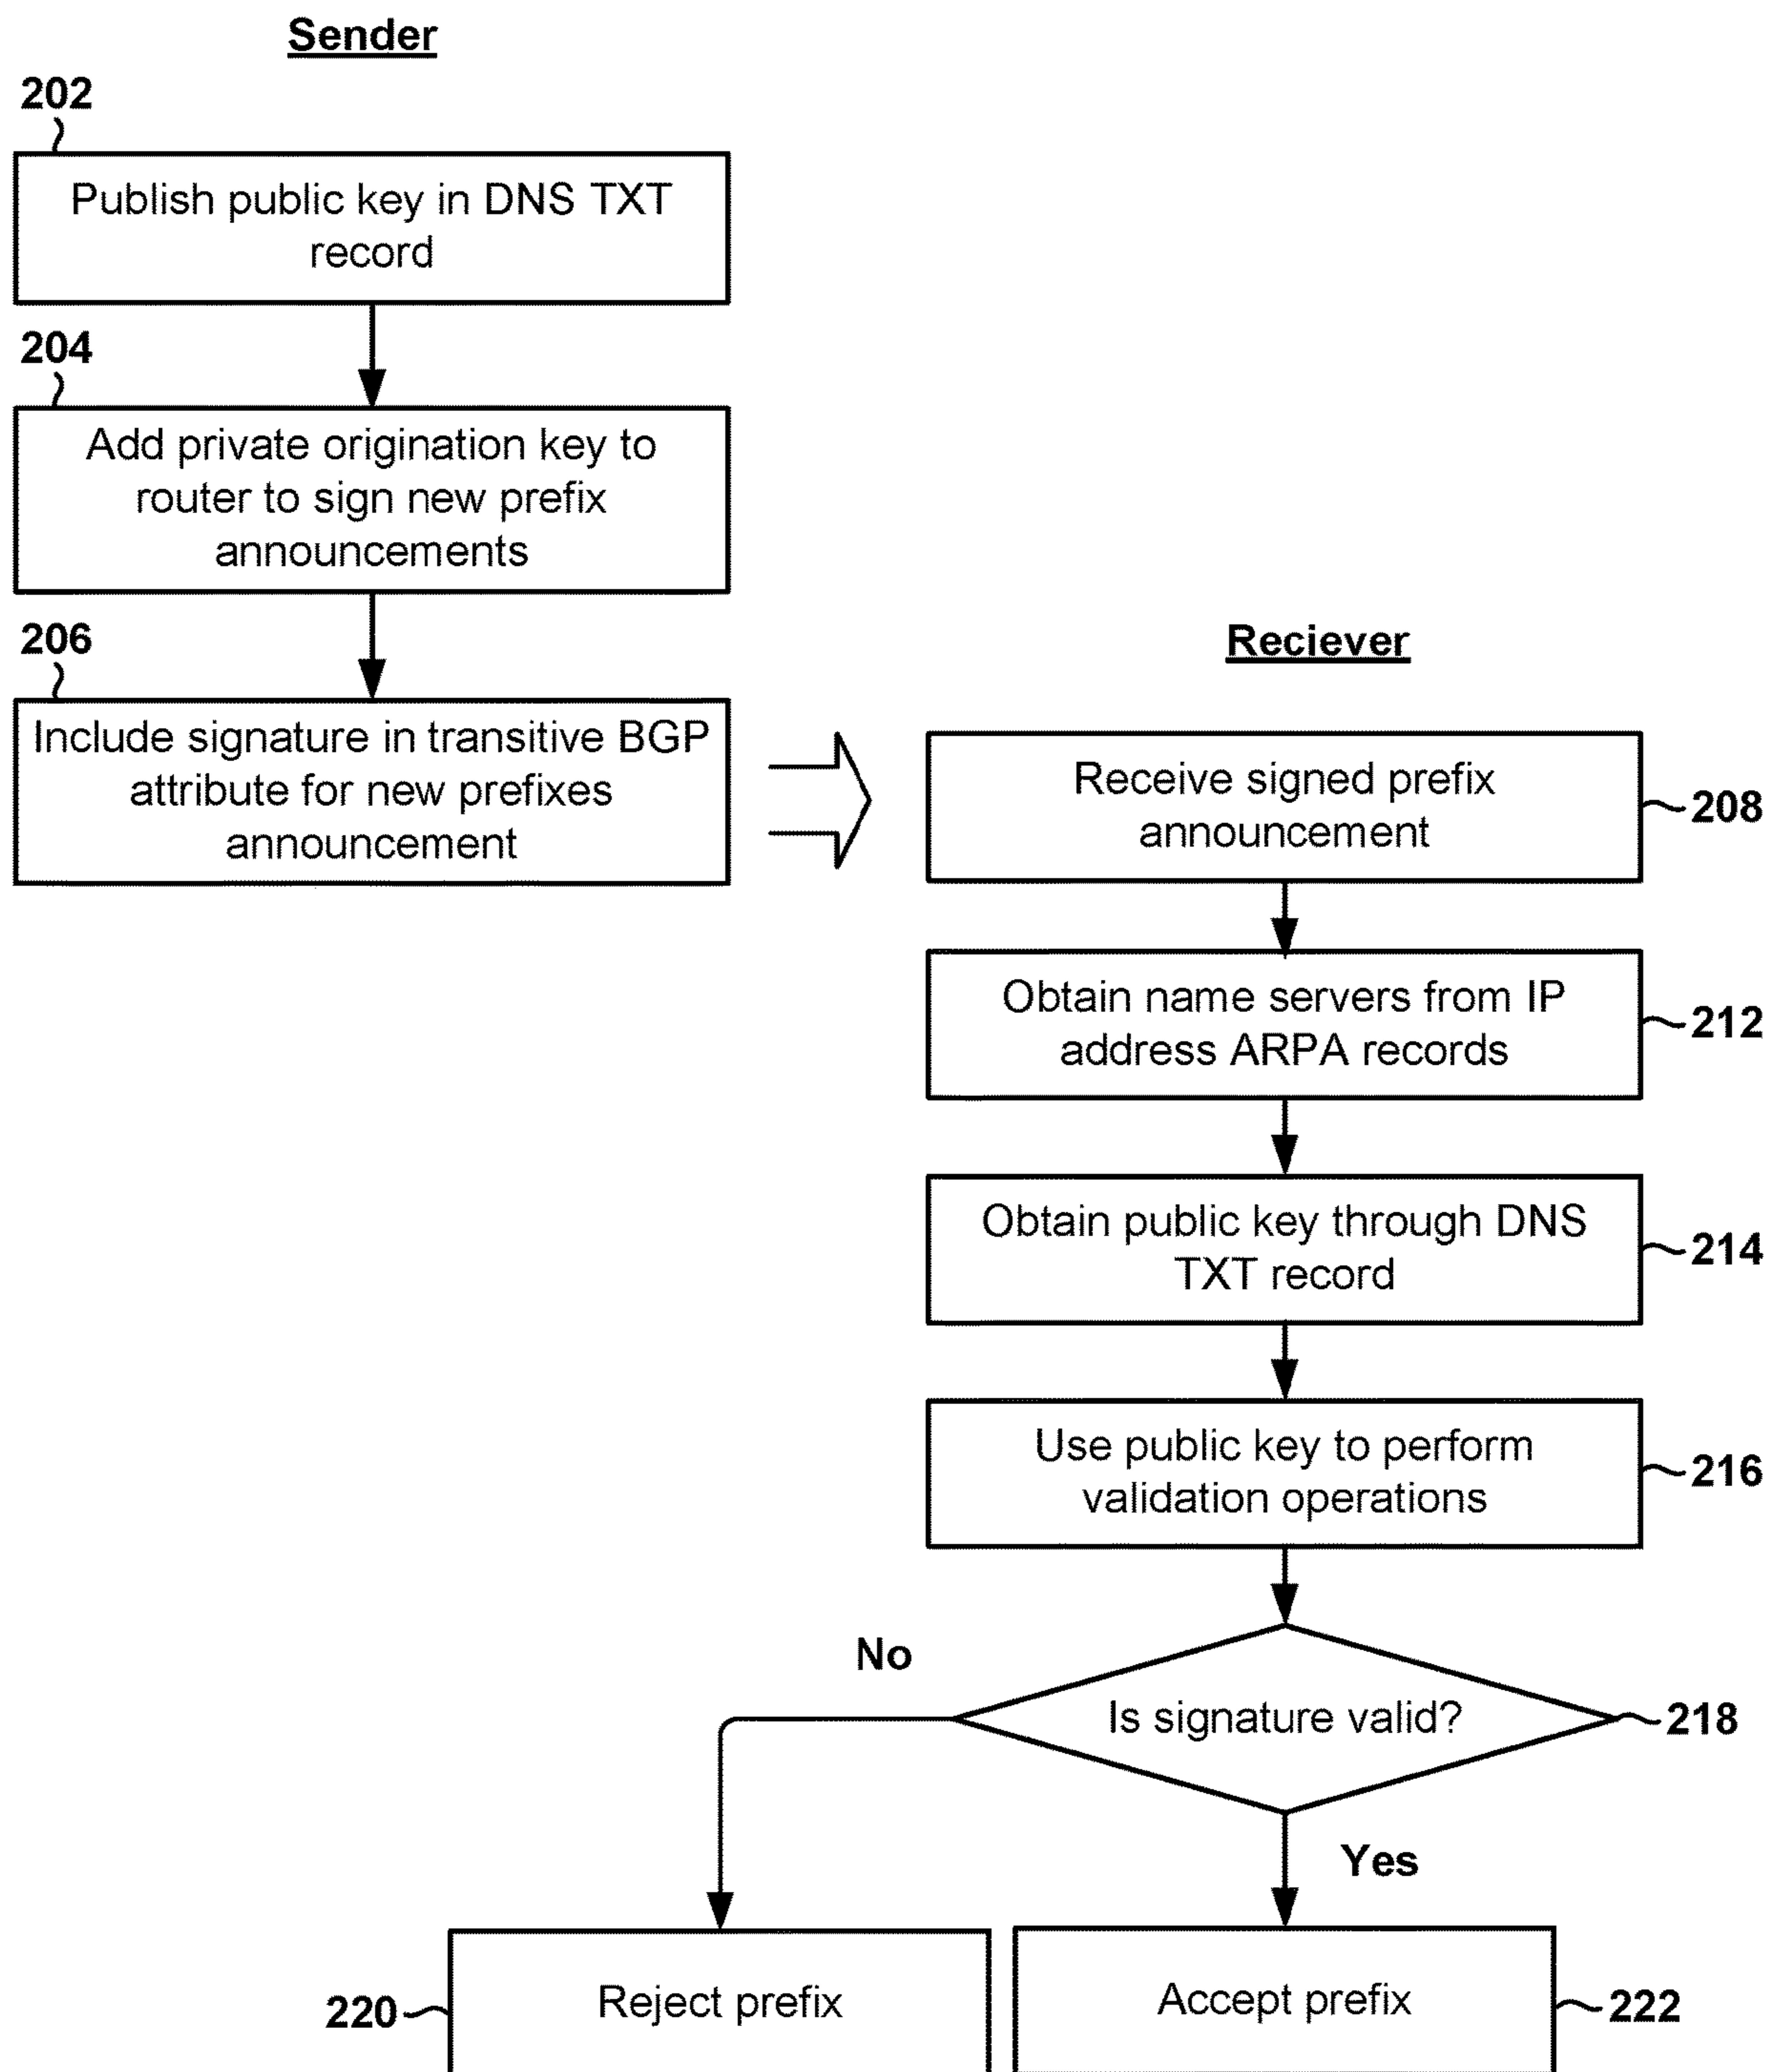 Sender
202
Publish public key in DNS TXT
record
204
Add private origination key to
router to sign new prefix
announcements
206
Include signature in transitive BGP
attribute for new prefixes
announcement
Reciever
Receive signed prefix
announcement
208
Obtain name servers from IP
address ARPA records
212
Obtain public key through DNS
TXT record
214
Use public key to perform
validation operations
216
Is signature valid?
218
No
Yes
220
Reject prefix
Accept prefix
222